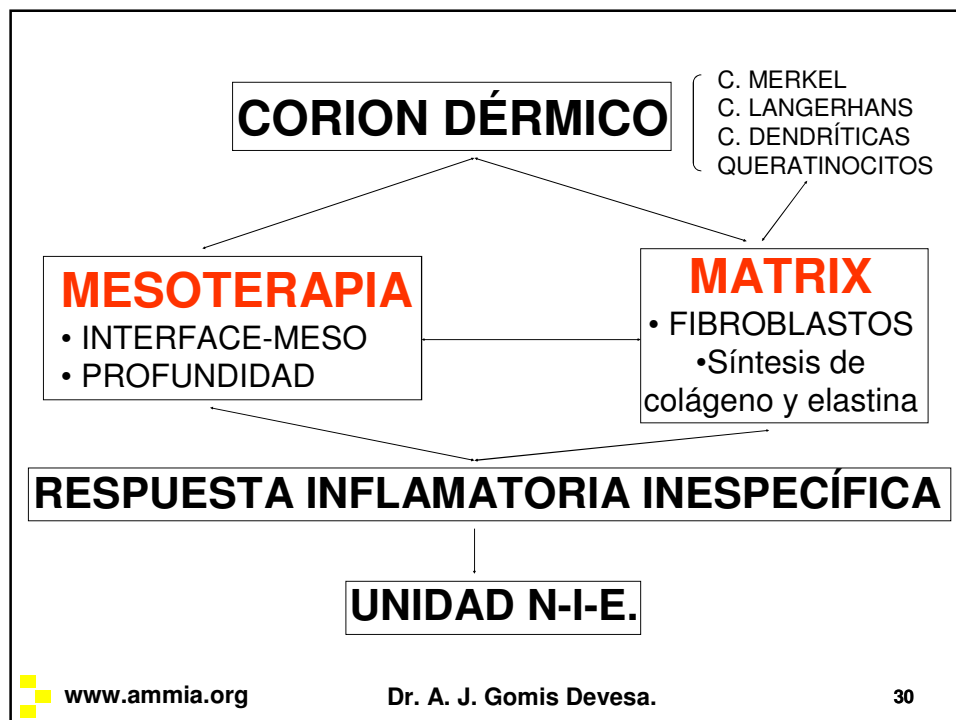 CORION DÉRMICO
C. MERKEL
C. LANGERHANS
C. DENDRÍTICAS
QUERATINOCITOS
MESOTERAPIA
• INTERFACE-MESO
• PROFUNDIDAD
MATRIX
• FIBROBLASTOS
•Síntesis de
colágeno y elastina
RESPUESTA INFLAMATORIA INESPECÍFICA
UNIDAD N-I-E.
www.ammia.org
Dr. A. J. Gomis Devesa.
30